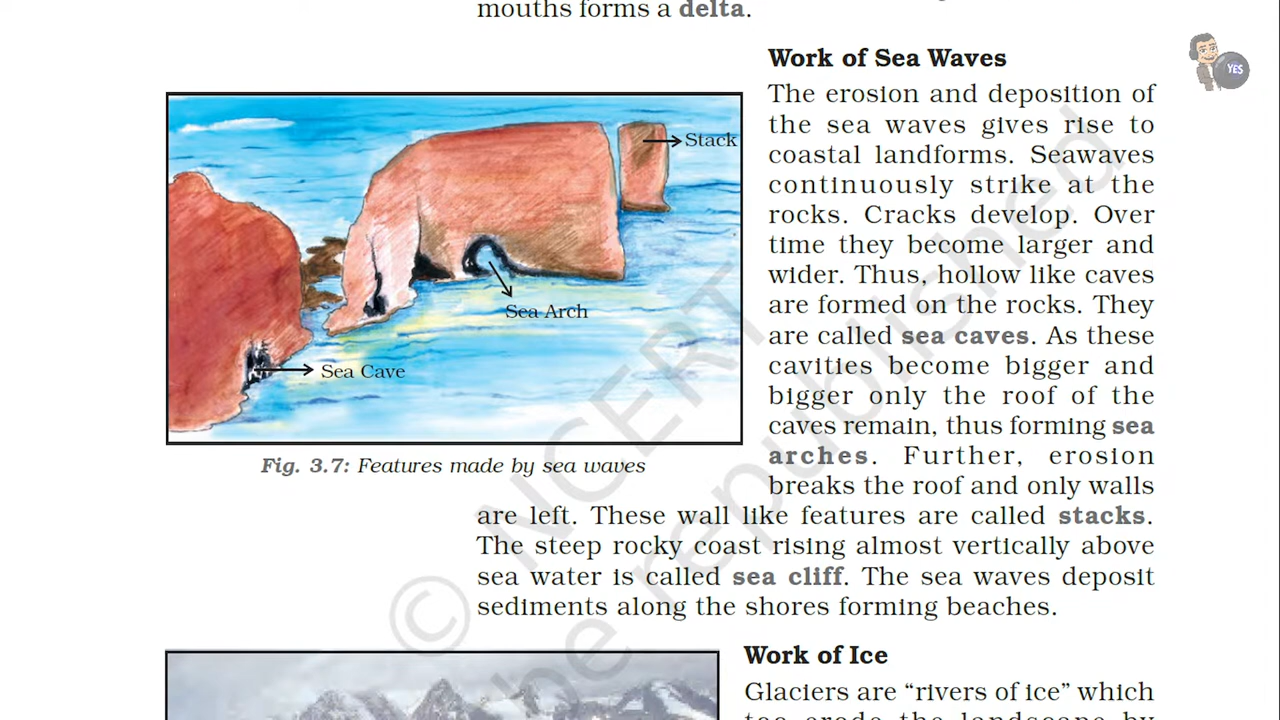 mouths forms a delta.
Work of Sea Waves
The erosion and deposition of
the sea waves gives rise to
coastal landforms. Seawaves
continuously strike at the
rocks. Cracks develop. Over
time they become larger and
wider. Thus, hollow like caves
are formed on the rocks. They
are called sea caves. As these
cavities become bigger and
bigger only the roof of the
caves remain, thus forming sea
arches. Further, erosion
breaks the roof and only walls
are left. These wall like features are called stacks.
The steep rocky coast rising almost vertically above
sea water is called sea cliff. The sea waves deposit
sediments along the shores forming beaches.
Stack
Sea Arch
Sea Cave
Fig. 3.7: Features made by sea waves
Work of Ice
Glaciers are “rivers of ice” which
too erode the landscape by
YES
© NCERT
be republished